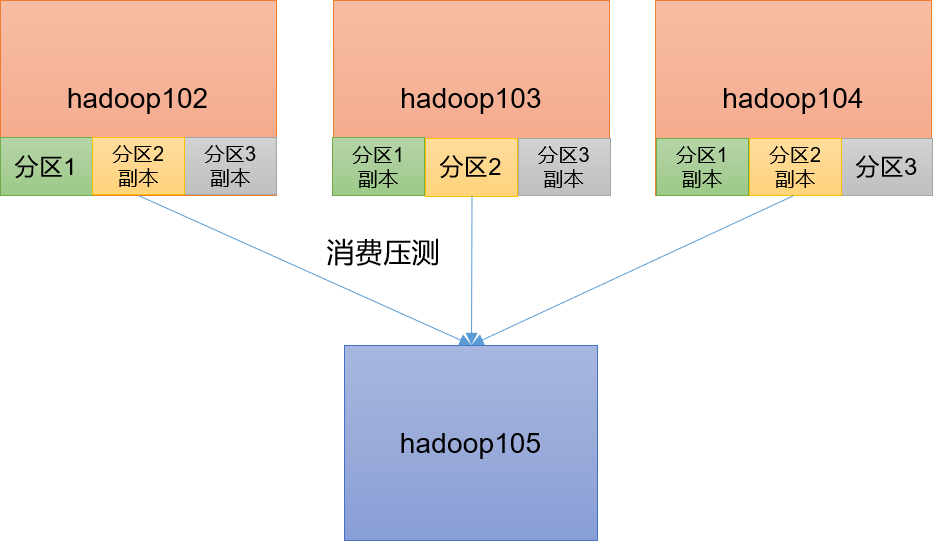 hadoop102
hadoop103
hadoop104
分区1
分区2
副本
分区3
副本
分区1
副本
分区2
分区3
副本
分区1
副本
分区2
副本
分区3
消费压测
hadoop105